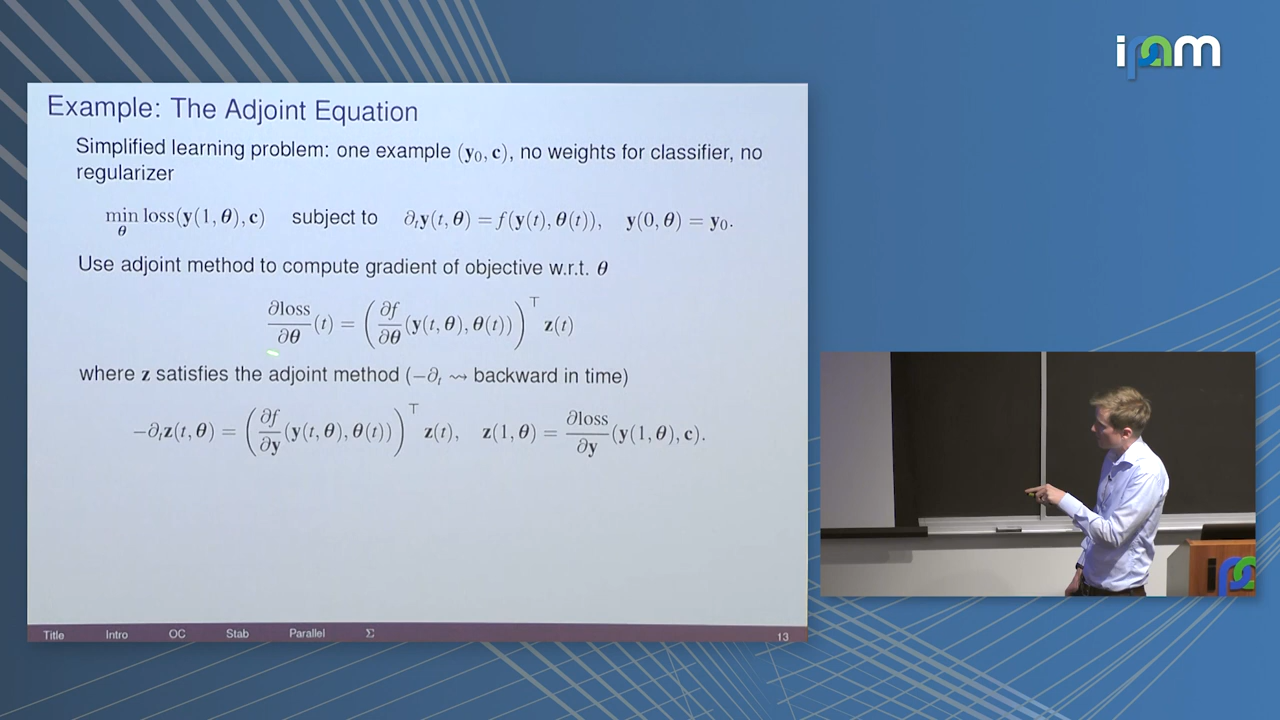 ipam
Example: The Adjoint Equation
Simplified learning problem: one example (y₀, c), no weights for classifier, no
regularizer
min_θ loss(y(1, θ), c) subject to ∂ₜy(t, θ) = f(y(t), θ(t)), y(0, θ) = y₀.
Use adjoint method to compute gradient of objective w.r.t. θ
∂loss/∂θ (t) = (∂f/∂θ (y(t, θ), θ(t)))^⊤ z(t)
where z satisfies the adjoint method (−∂ₜ ⇝ backward in time)
−∂ₜz(t, θ) = (∂f/∂y (y(t, θ), θ(t)))^⊤ z(t), z(1, θ) = ∂loss/∂y (y(1, θ), c).
Title Intro OC Stab Parallel Σ 13